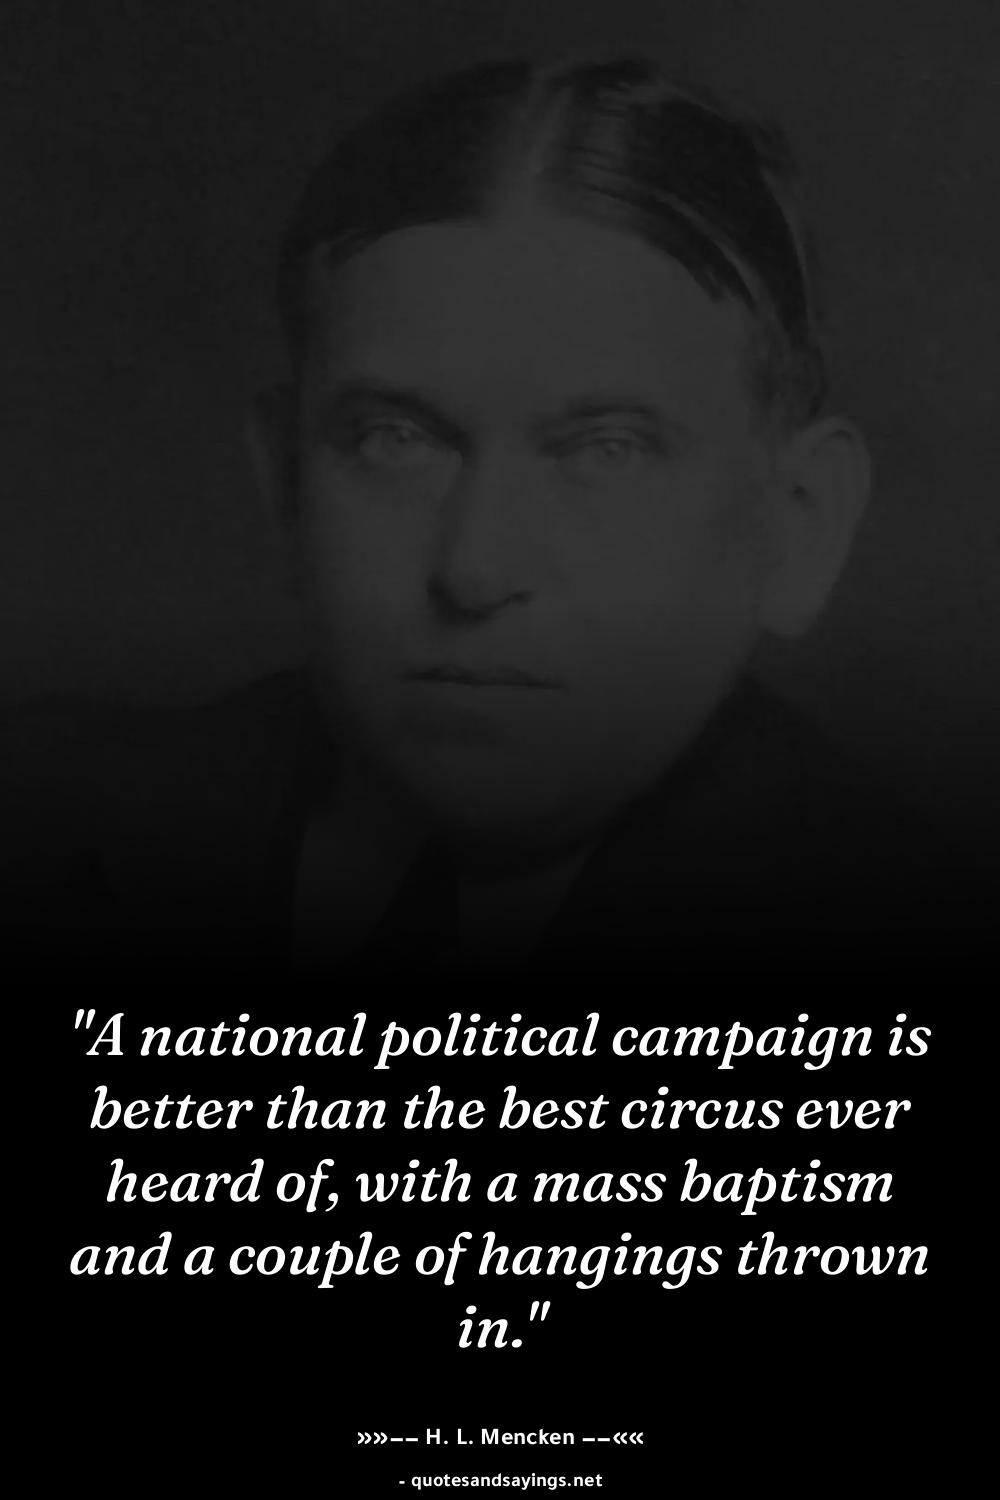 "A national political campaign is
better than the best circus ever
heard of, with a mass baptism
and a couple of hangings thrown
in."
»»−− H. L. Mencken −−««
- quotesandsayings.net